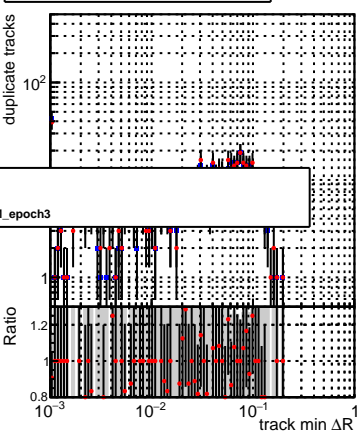 duplicate tracks
10²
l_epoch3
1
Ratio
1.2
1
0.8
10⁻³
10⁻²
10⁻¹
1
track min ΔR